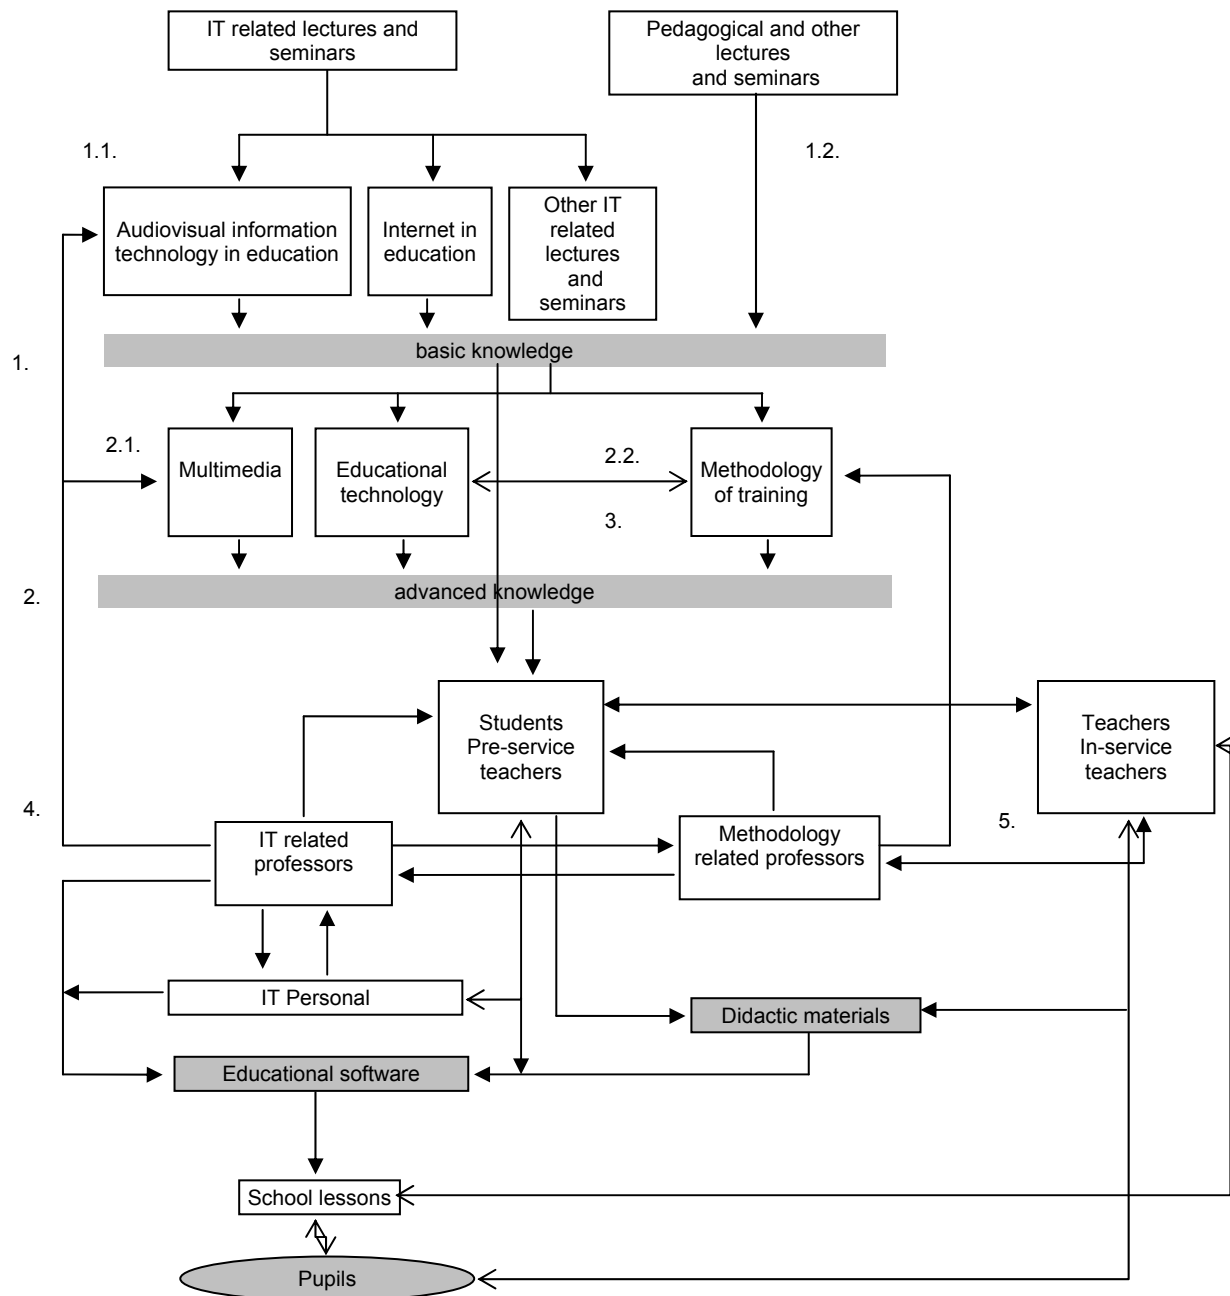 IT related lectures and
seminars
Pedagogical and other
lectures
and seminars
1.1.
1.2.
Audiovisual information
technology in education
Internet in
education
Other IT
related
lectures
and
seminars
1.
basic knowledge
2.1.
Multimedia
Educational
technology
2.2.
3.
Methodology
of training
2.
advanced knowledge
Students
Pre-service
teachers
Teachers
In-service
teachers
4.
IT related
professors
Methodology
related professors
5.
IT Personal
Didactic materials
Educational software
School lessons
Pupils